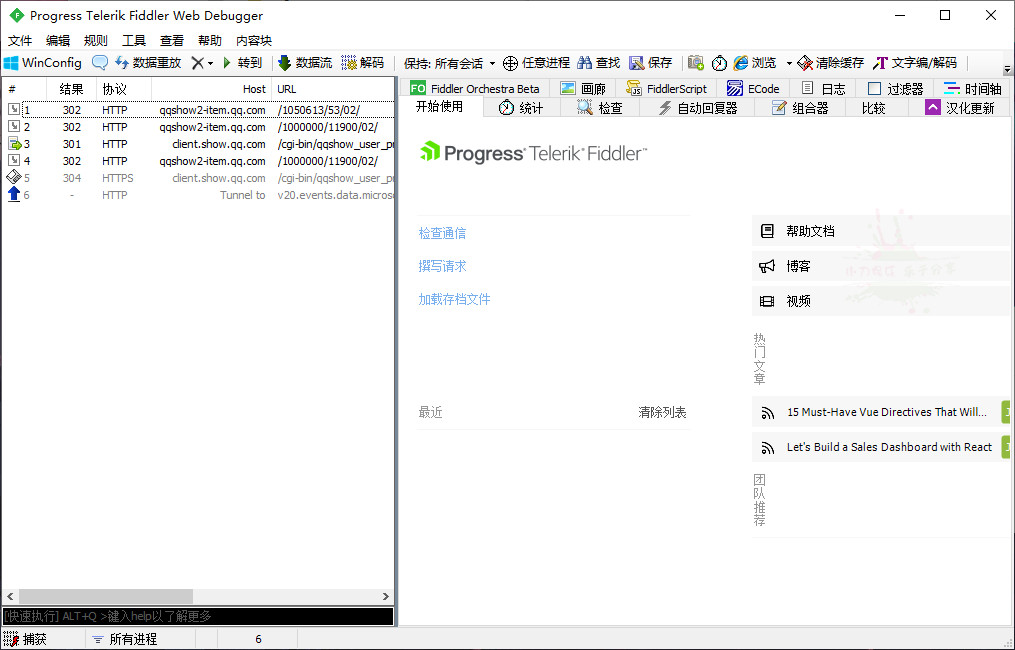 Progress Telerik Fiddler Web Debugger
文件 编辑 规则 工具 查看 帮助 内容块
WinConfig 数据重放 转到 数据流 解码 保持: 所有会话 任意进程 查找 保存 浏览 清除缓存 文字编/解码
# 结果 协议 Host URL
1 302 HTTP qqshow2-item.qq.com /1050613/53/02/
2 302 HTTP qqshow2-item.qq.com /1000000/11900/02/
3 301 HTTP client.show.qq.com /cgi-bin/qqshow_user_pr
4 302 HTTP qqshow2-item.qq.com /1000000/11900/02/
5 304 HTTPS client.show.qq.com /cgi-bin/qqshow_user_pr
6 - HTTP Tunnel to v20.events.data.microso
[快速执行] ALT+Q >键入help以了解更多
捕获 所有进程 6
FO Fiddler Orchestra Beta 画廊 FiddlerScript ECode 日志 过滤器 时间轴
开始使用 统计 检查 自动回复器 组合器 比较 汉化更新
Progress Telerik Fiddler
检查通信
撰写请求
加载存档文件
最近 清除列表
帮助文档
博客
视频
热门文章
15 Must-Have Vue Directives That Will...
Let's Build a Sales Dashboard with React
团队推荐